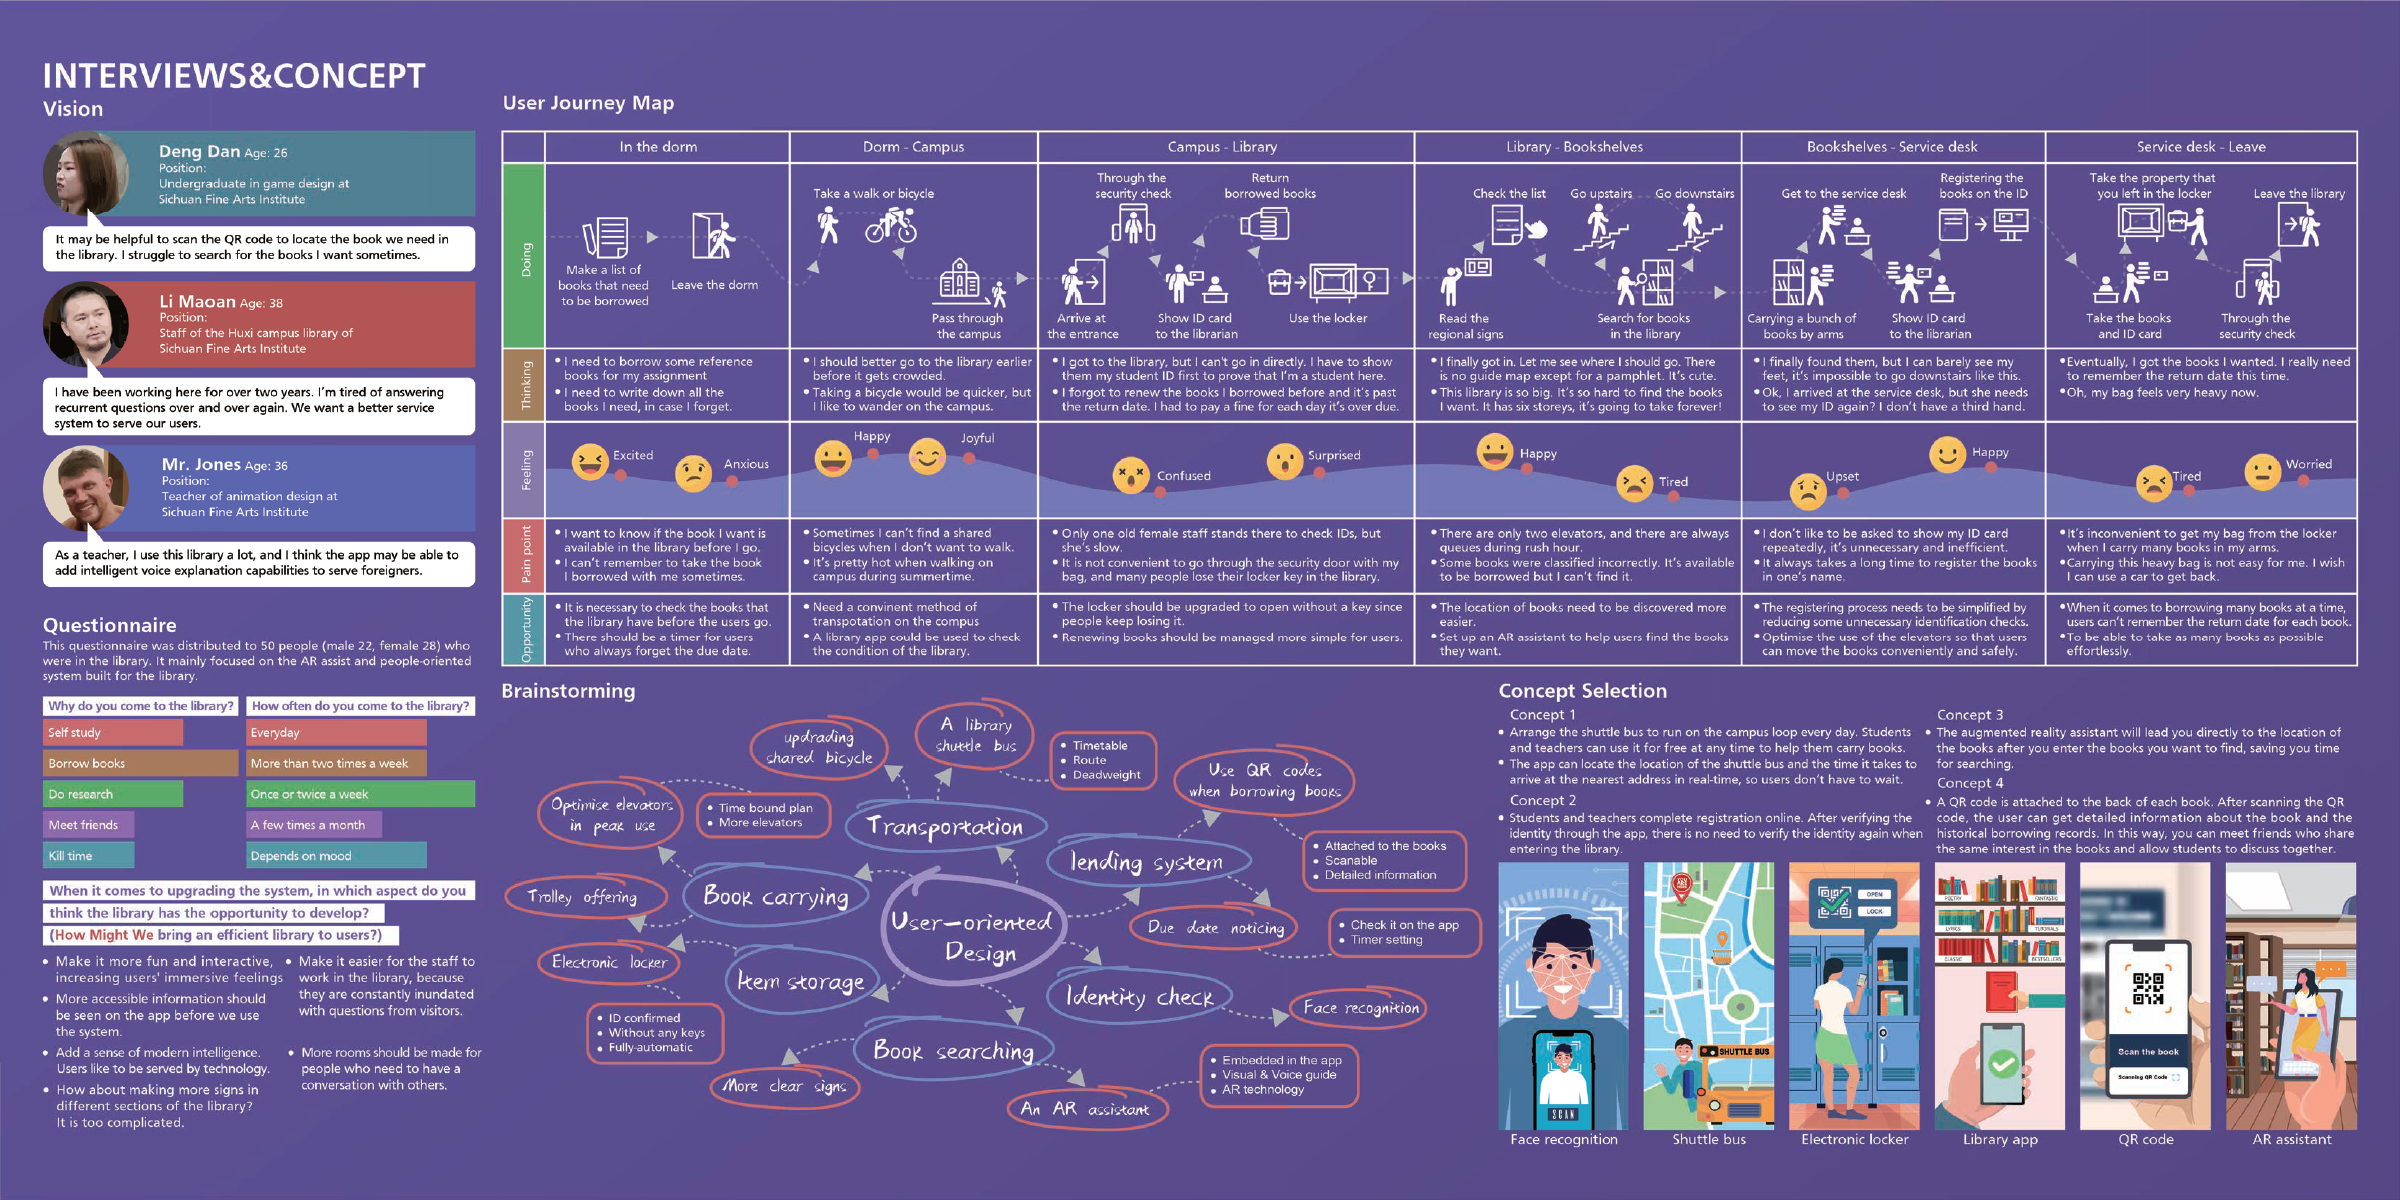 INTERVIEWS&CONCEPT
Vision
Deng Dan Age: 26
Position:
Undergraduate in game design at
Sichuan Fine Arts Institute
It may be helpful to scan the QR code to locate the book we need in
the library. I struggle to search for the books I want sometimes.
Li Maoan Age: 38
Position:
Staff of the Huxi campus library of
Sichuan Fine Arts Institute
I have been working here for over two years. I'm tired of answering
recurrent questions over and over again. We want a better service
system to serve our users.
Mr. Jones Age: 36
Position:
Teacher of animation design at
Sichuan Fine Arts Institute
As a teacher, I use this library a lot, and I think the app may be able to
add intelligent voice explanation capabilities to serve foreigners.
Questionnaire
This questionnaire was distributed to 50 people (male 22, female 28) who
were in the library. It mainly focused on the AR assist and people-oriented
system built for the library.
Why do you come to the library?
Self study
Borrow books
Do research
Meet friends
Kill time
How often do you come to the library?
Everyday
More than two times a week
Once or twice a week
A few times a month
Depends on mood
When it comes to upgrading the system, in which aspect do you
think the library has the opportunity to develop?
(How Might We bring an efficient library to users?)
• Make it more fun and interactive,
increasing users' immersive feelings
• More accessible information should
be seen on the app before we use
the system.
• Add a sense of modern intelligence.
Users like to be served by technology.
• How about making more signs in
different sections of the library?
It is too complicated.
• Make it easier for the staff to
work in the library, because
they are constantly inundated
with questions from visitors.
• More rooms should be made for
people who need to have a
conversation with others.
User Journey Map
In the dorm
Dorm - Campus
Campus - Library
Library - Bookshelves
Bookshelves - Service desk
Service desk - Leave
Doing
Make a list of
books that need
to be borrowed
Leave the dorm
Take a walk or bicycle
Pass through
the campus
Through the
security check
Return
borrowed books
Arrive at
the entrance
Show ID card
to the librarian
Use the locker
Check the list
Go upstairs
Go downstairs
Read the
regional signs
Search for books
in the library
Get to the service desk
Registering the
books on the ID
Carrying a bunch of
books by arms
Show ID card
to the librarian
Take the property that
you left in the locker
Leave the library
Take the books
and ID card
Through the
security check
Thinking
• I need to borrow some reference
books for my assignment
• I need to write down all the
books I need, in case I forget.
• I should better go to the library earlier
before it gets crowded.
• Taking a bicycle would be quicker, but
I like to wander on the campus.
• I got to the library, but I can't go in directly. I have to show
them my student ID first to prove that I'm a student here.
• I forgot to renew the books I borrowed before and it's past
the return date. I had to pay a fine for each day it's over due.
• I finally got in. Let me see where I should go. There
is no guide map except for a pamphlet. It's cute.
• This library is so big. It's so hard to find the books
I want. It has six storeys, it's going to take forever!
• I finally found them, but I can barely see my
feet, it's impossible to go downstairs like this.
• Ok, I arrived at the service desk, but she needs
to see my ID again? I don't have a third hand.
• Eventually, I got the books I wanted. I really need
to remember the return date this time.
• Oh, my bag feels very heavy now.
Feeling
Excited
Anxious
Happy
Joyful
Confused
Surprised
Happy
Tired
Upset
Happy
Tired
Worried
Pain point
• I want to know if the book I want is
available in the library before I go.
• I can't remember to take the book
I borrowed with me sometimes.
• Sometimes I can't find a shared
bicycles when I don't want to walk.
• It's pretty hot when walking on
campus during summertime.
• Only one old female staff stands there to check IDs, but
she's slow.
• It is not convenient to go through the security door with my
bag, and many people lose their locker key in the library.
• There are only two elevators, and there are always
queues during rush hour.
• Some books were classified incorrectly. It's available
to be borrowed but I can't find it.
• I don't like to be asked to show my ID card
repeatedly, it's unnecessary and inefficient.
• It always takes a long time to register the books
in one's name.
• It's inconvenient to get my bag from the locker
when I carry many books in my arms.
• Carrying this heavy bag is not easy for me. I wish
I can use a car to get back.
Opportunity
• It is necessary to check the books that
the library have before the users go.
• There should be a timer for users
who always forget the due date.
• Need a convinent method of
transpotation on the campus
• A library app could be used to check
the condition of the library.
• The locker should be upgraded to open without a key since
people keep losing it.
• Renewing books should be managed more simple for users.
• The location of books need to be discovered more
easier.
• Set up an AR assistant to help users find the books
they want.
• The registering process needs to be simplified by
reducing some unnecessary identification checks.
• Optimise the use of the elevators so that users
can move the books conveniently and safely.
• When it comes to borrowing many books at a time,
users can't remember the return date for each book.
• To be able to take as many books as possible
effortlessly.
Brainstorming
updrading
shared bicycle
A library
shuttle bus
• Timetable
• Route
• Deadweight
Use QR codes
when borrowing books
Optimise elevators
in peak use
• Time bound plan
• More elevators
Transportation
lending system
• Attached to the books
• Scanable
• Detailed information
Trolley offering
Book carrying
User-oriented
Design
Due date noticing
• Check it on the app
• Timer setting
Electronic locker
Item storage
Identity check
Face recognition
• ID confirmed
• Without any keys
• Fully-automatic
Book searching
More clear signs
An AR assistant
• Embedded in the app
• Visual & Voice guide
• AR technology
Concept Selection
Concept 1
• Arrange the shuttle bus to run on the campus loop every day. Students
and teachers can use it for free at any time to help them carry books.
• The app can locate the location of the shuttle bus and the time it takes to
arrive at the nearest address in real-time, so users don't have to wait.
Concept 2
• Students and teachers complete registration online. After verifying the
identity through the app, there is no need to verify the identity again when
entering the library.
Concept 3
• The augmented reality assistant will lead you directly to the location of
the books after you enter the books you want to find, saving you time
for searching.
Concept 4
• A QR code is attached to the back of each book. After scanning the QR
code, the user can get detailed information about the book and the
historical borrowing records. In this way, you can meet friends who share
the same interest in the books and allow students to discuss together.
SCAN
SHUTTLE BUS
OPEN
LOCK
POETRY
FANTASTIC
LYRICS
TUTORIALS
CLASSIC
BESTSELLERS
Scan the book
Scanning QR Code
Face recognition
Shuttle bus
Electronic locker
Library app
QR code
AR assistant